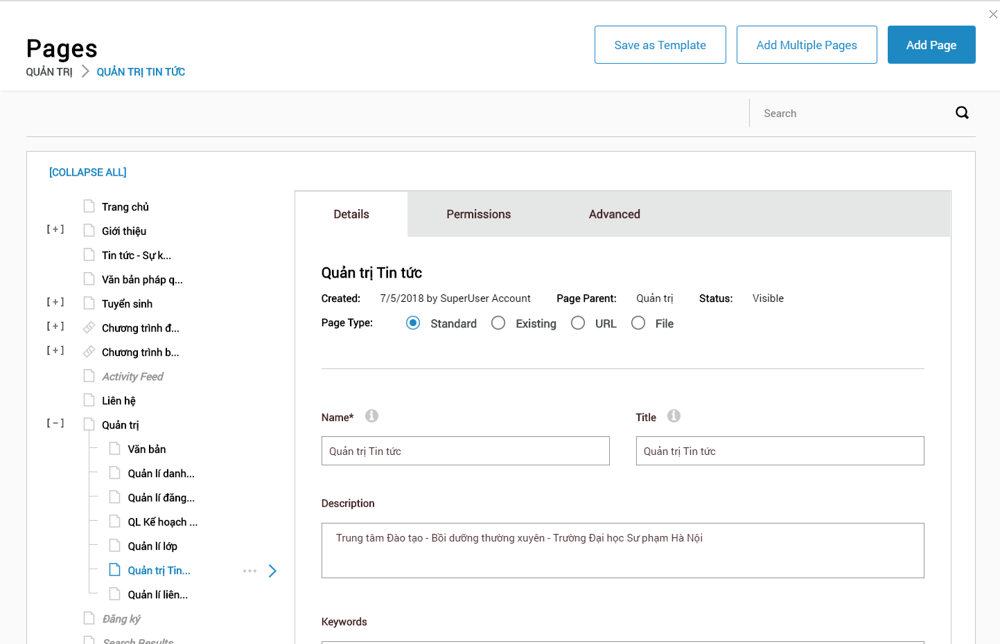 Pages
Save as Template
Add Multiple Pages
Add Page
QUẢN TRỊ
QUẢN TRỊ TIN TỨC
Search
[COLLAPSE ALL]
Trang chủ
[+] Giới thiệu
Tin tức - Sự k...
Văn bản pháp q...
[+] Tuyển sinh
[+] Chương trình đ...
[+] Chương trình b...
Activity Feed
Liên hệ
[−] Quản trị
Văn bản
Quản lí danh...
Quản lí đăng...
QL Kế hoạch ...
Quản lí lớp
Quản trị Tin...
Quản lí liên...
Đăng ký
Search Results
Details Permissions Advanced
Quản trị Tin tức
Created: 7/5/2018 by SuperUser Account Page Parent: Quản trị Status: Visible
Page Type: Standard Existing URL File
Name* Title
Quản trị Tin tức Quản trị Tin tức
Description
Trung tâm Đào tạo - Bồi dưỡng thường xuyên - Trường Đại học Sư phạm Hà Nội
Keywords